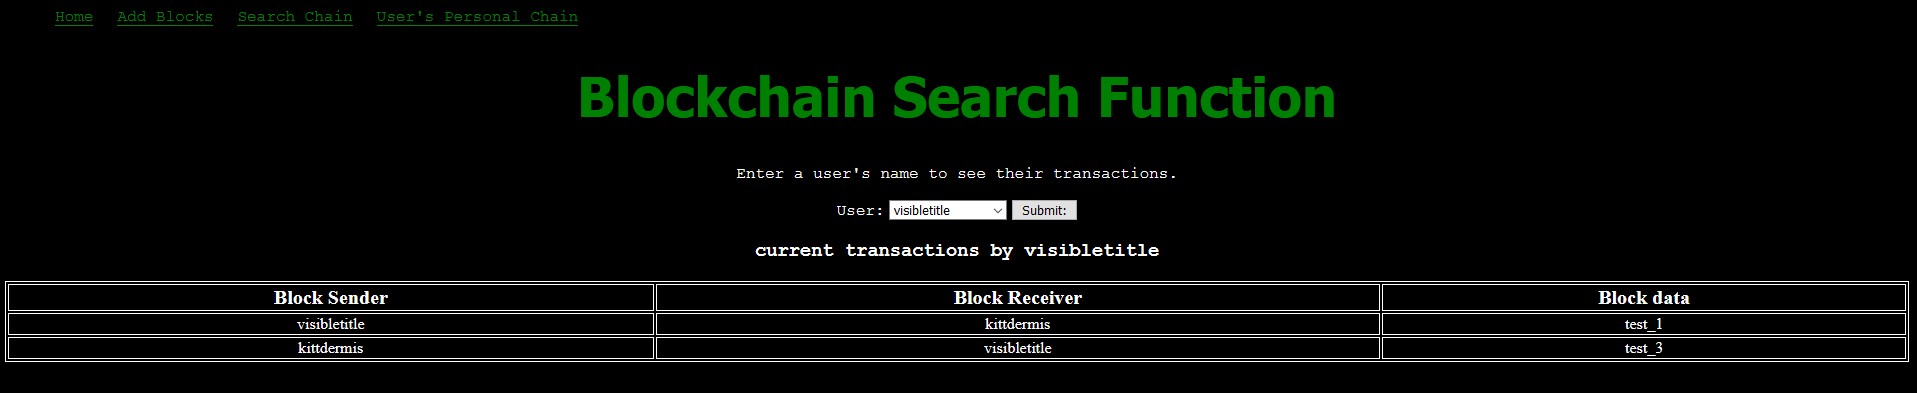 Home Add Blocks Search Chain User's Personal Chain
Blockchain Search Function
Enter a user's name to see their transactions.
User: visibletitle Submit:
current transactions by visibletitle
Block Sender Block Receiver Block data
visibletitle kittdermis test_1
kittdermis visibletitle test_3